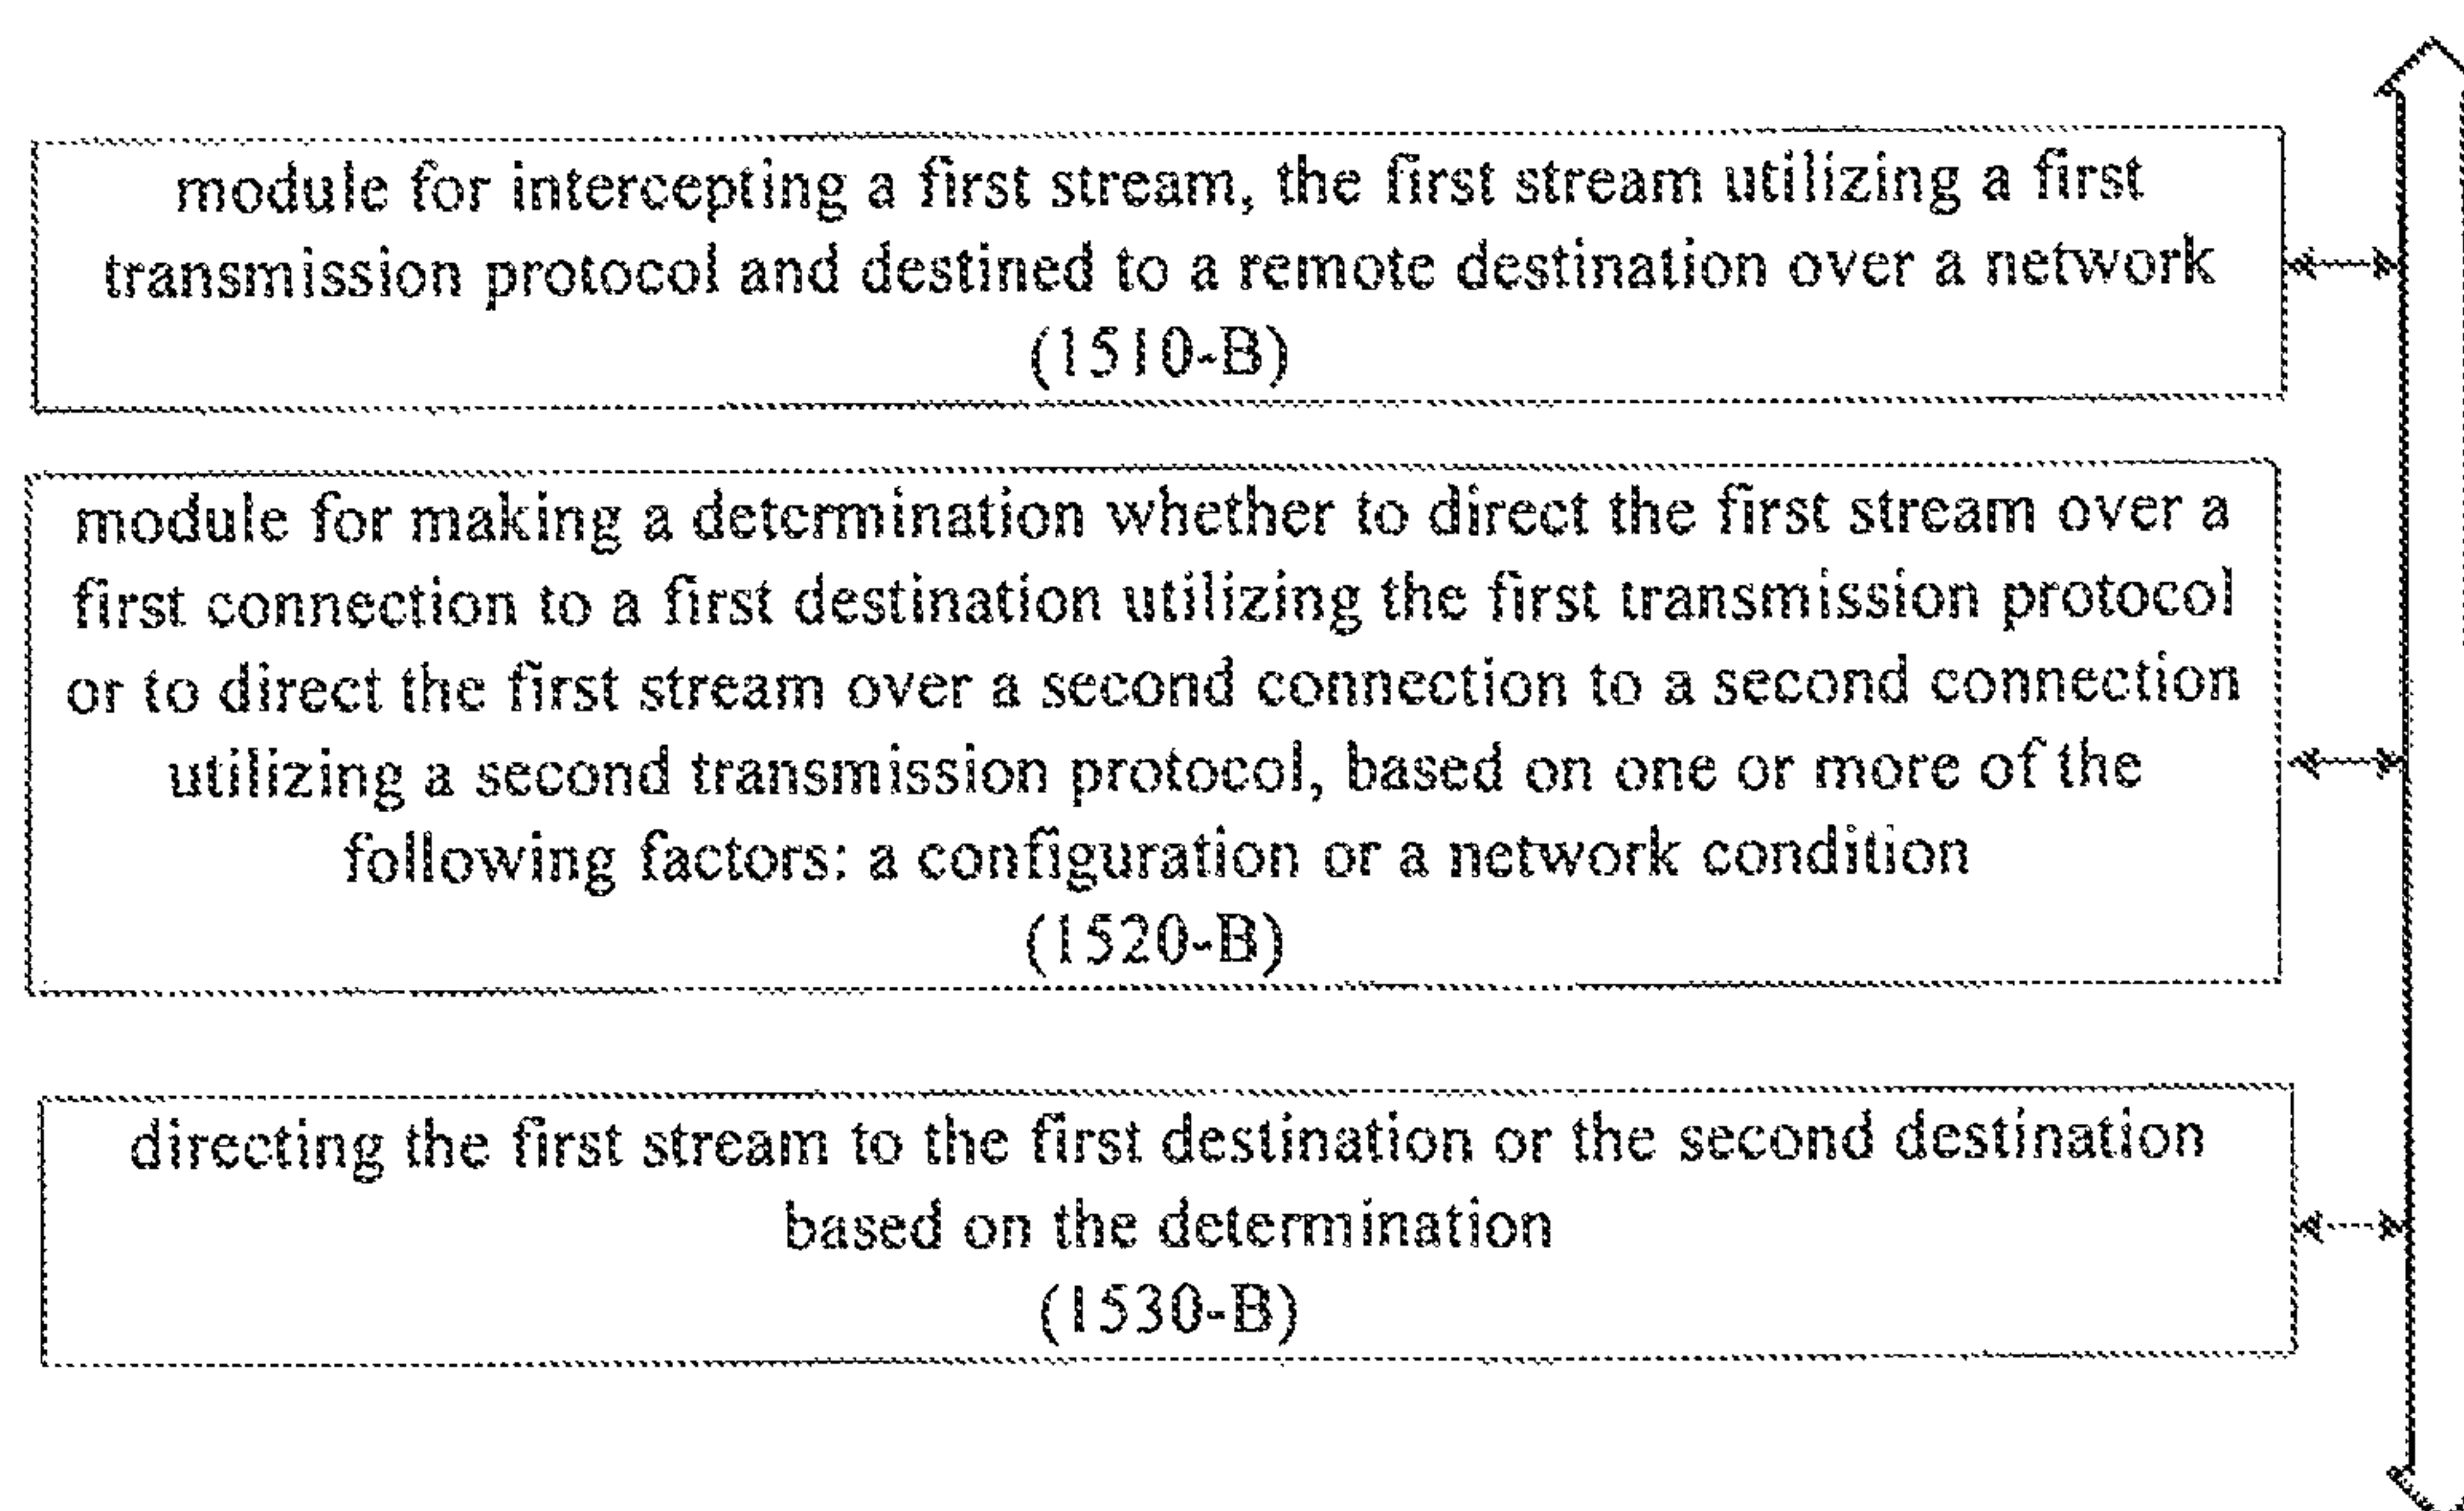 module for intercepting a first stream, the first stream utilizing a first
transmission protocol and destined to a remote destination over a network
(1510-B)
module for making a determination whether to direct the first stream over a
first connection to a first destination utilizing the first transmission protocol
or to direct the first stream over a second connection to a second connection
utilizing a second transmission protocol, based on one or more of the
following factors: a configuration or a network condition
(1520-B)
directing the first stream to the first destination or the second destination
based on the determination
(1530-B)